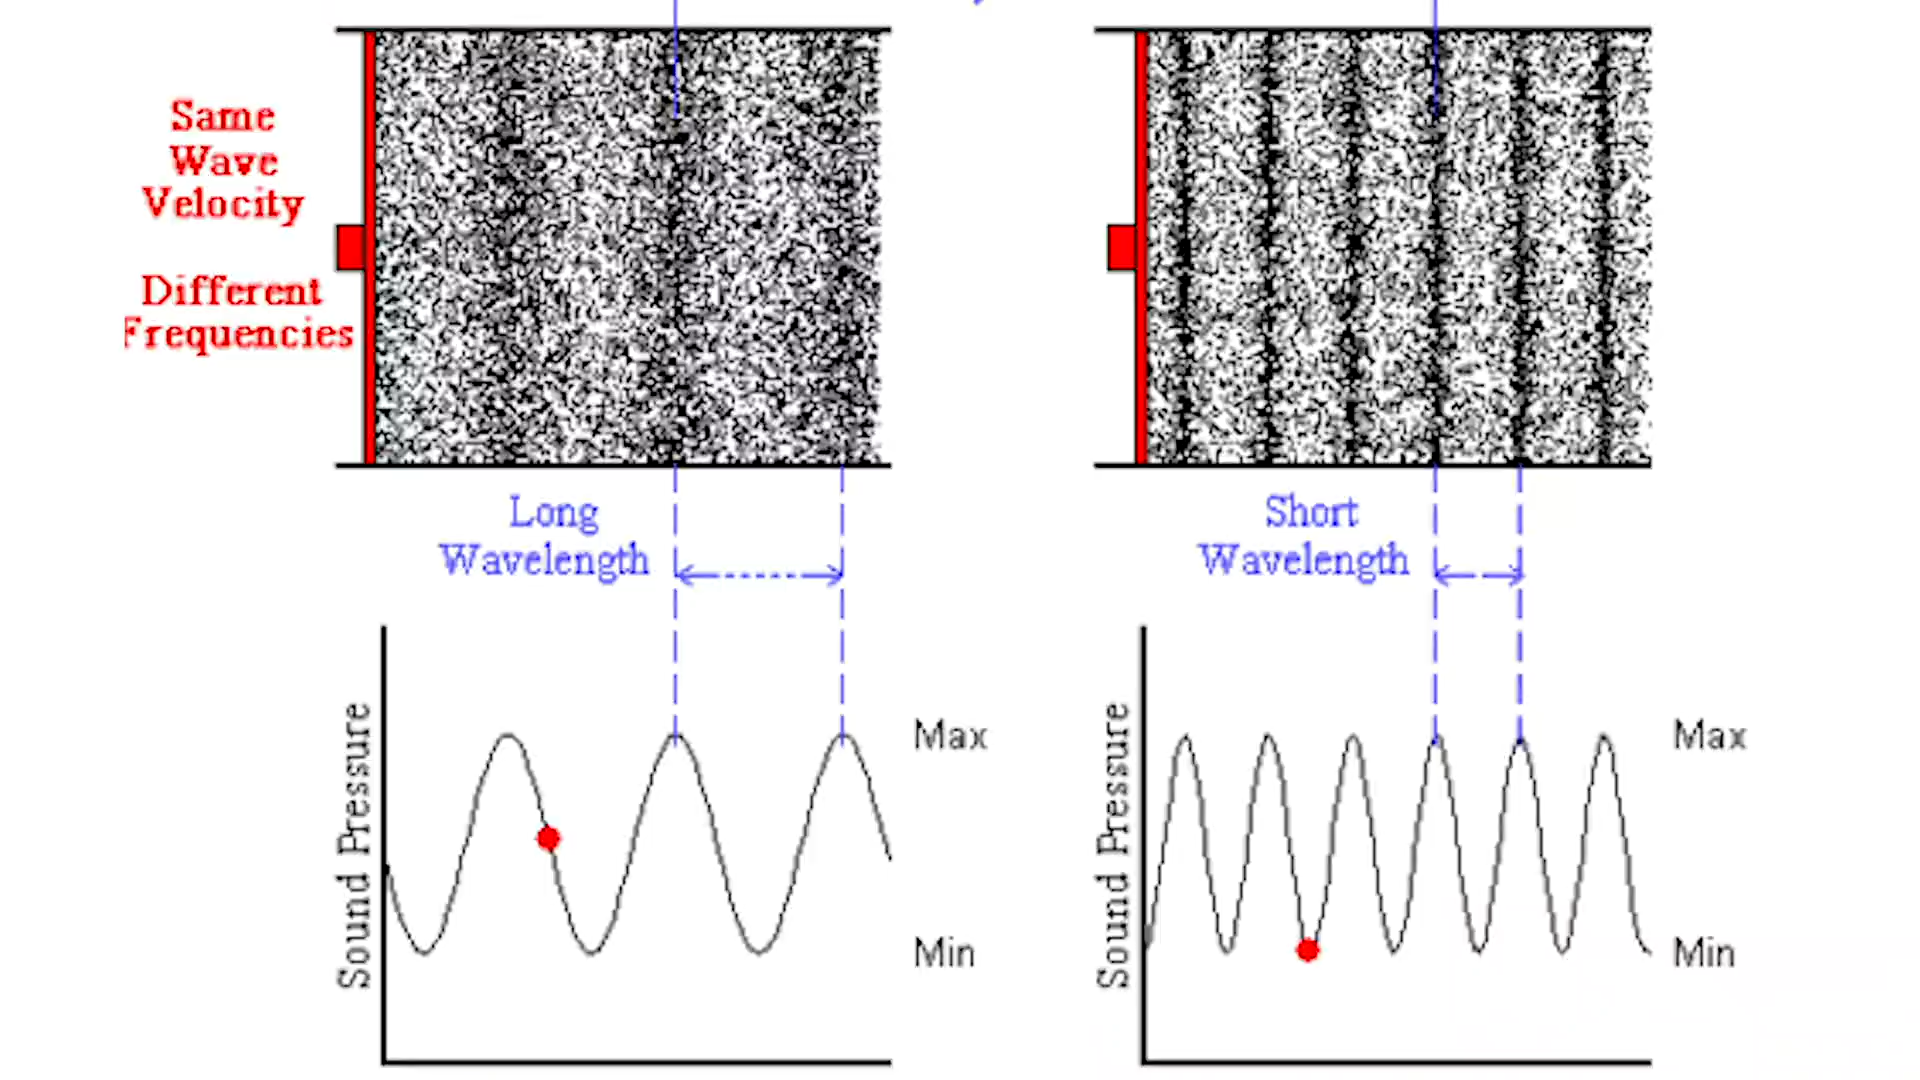 Same
Wave
Velocity
Different
Frequencies
Long
Wavelength
Short
Wavelength
Sound Pressure
Max
Min
Sound Pressure
Max
Min